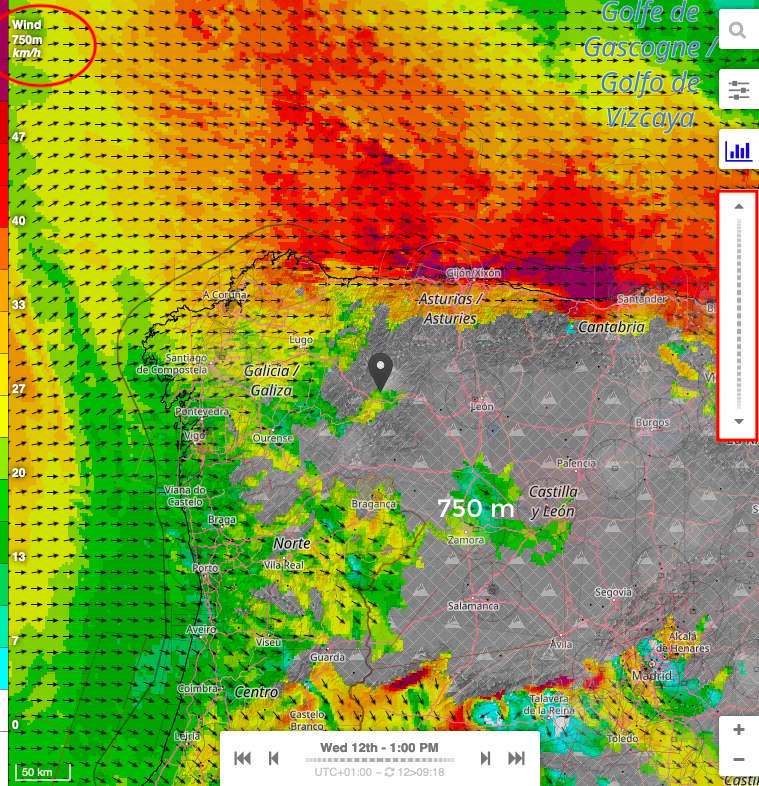 Wind
750m
km/h
Golfe de
Gascogne /
Golfo de
Vizcaya
47
40
33
27
20
13
7
0
Gijón/Xixón
A Coruña
Asturias /
Asturies
Santander
Cantabria
Lugo
Santiago
de Compostela
Galicia /
Galiza
León
Pontevedra
Burgos
Vigo
Ourense
Palencia
Viana do
Castelo
Castilla
y León
Bragança
750 m
Braga
Zamora
Norte
Vila Real
Porto
Segovia
Salamanca
Aveiro
Viseu
Ávila
Alcalá
de Henares
Guarda
Madrid
Coimbra
Centro
Talavera
de la Reina
Castelo
Branco
Leiria
Toledo
Wed 12th - 1:00 PM
UTC+01:00 – 12>09:18
50 km
+
−